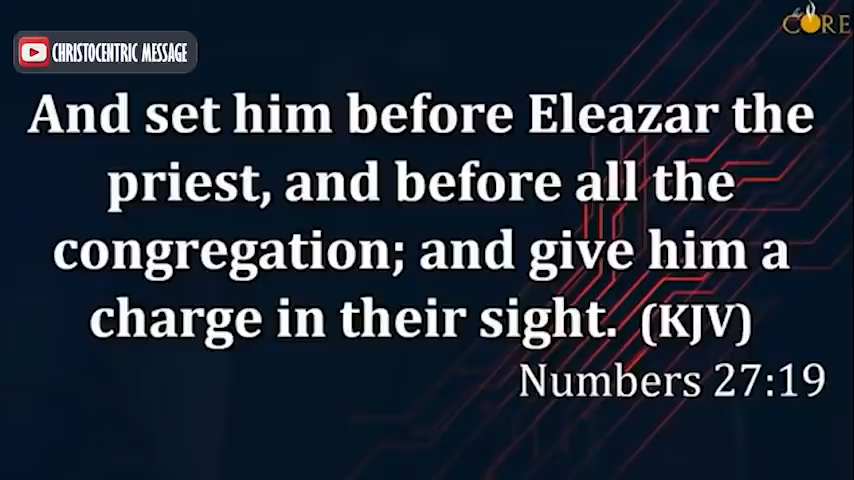 CHRISTOCENTRIC MESSAGE
CORE
And set him before Eleazar the
priest, and before all the
congregation; and give him a
charge in their sight. (KJV)
Numbers 27:19